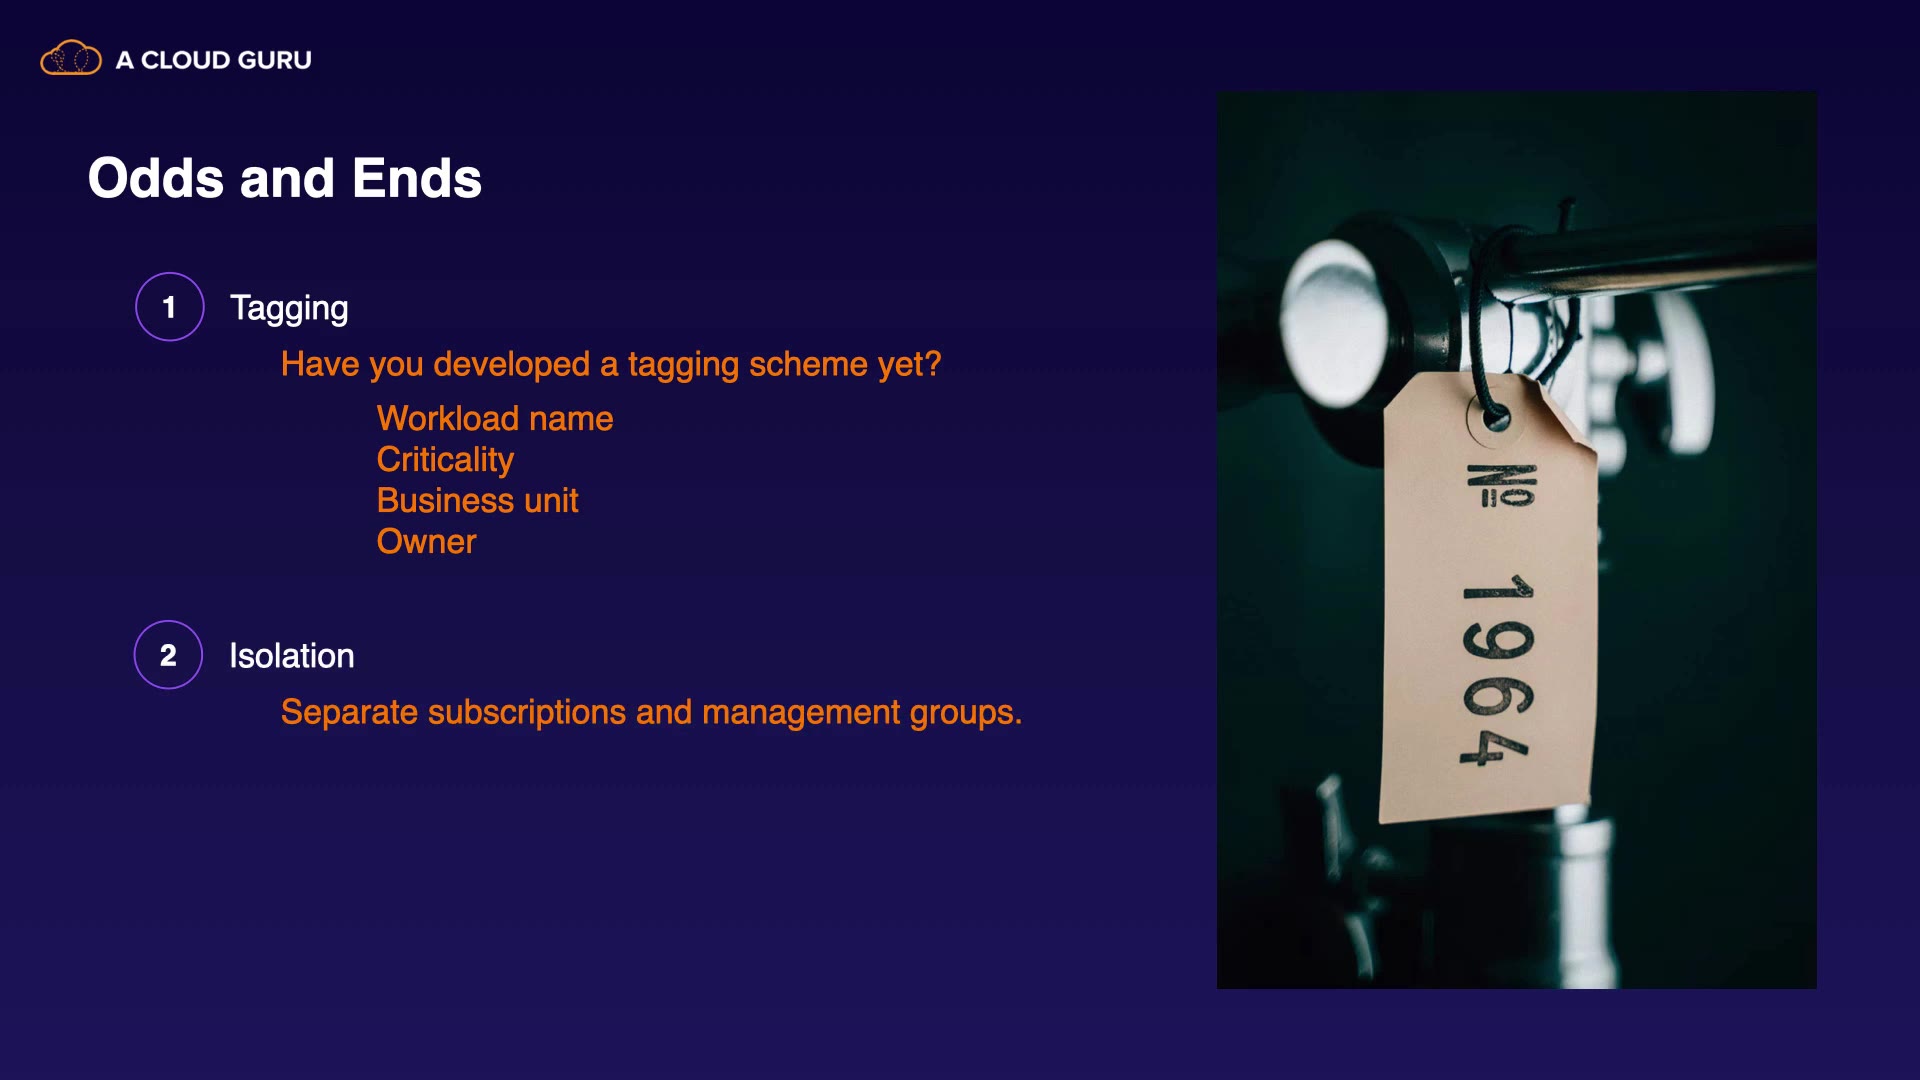 A CLOUD GURU
Odds and Ends
1 Tagging
Have you developed a tagging scheme yet?
Workload name
Criticality
Business unit
Owner
2 Isolation
Separate subscriptions and management groups.
№ 1964